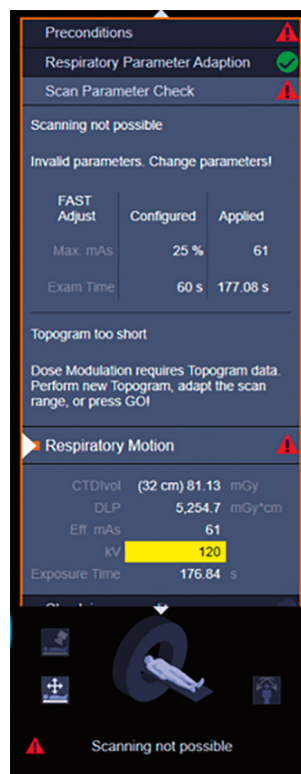 Preconditions
Respiratory Parameter Adaption
Scan Parameter Check
Scanning not possible
Invalid parameters. Change parameters!
FAST
Adjust Configured Applied
Max. mAs 25 % 61
Exam Time 60 s 177.08 s
Topogram too short
Dose Modulation requires Topogram data.
Perform new Topogram, adapt the scan
range, or press GO!
Respiratory Motion
CTDIvol (32 cm) 81.13 mGy
DLP 5,254.7 mGy*cm
Eff. mAs 61
kV 120
Exposure Time 176.84 s
Scanning not possible